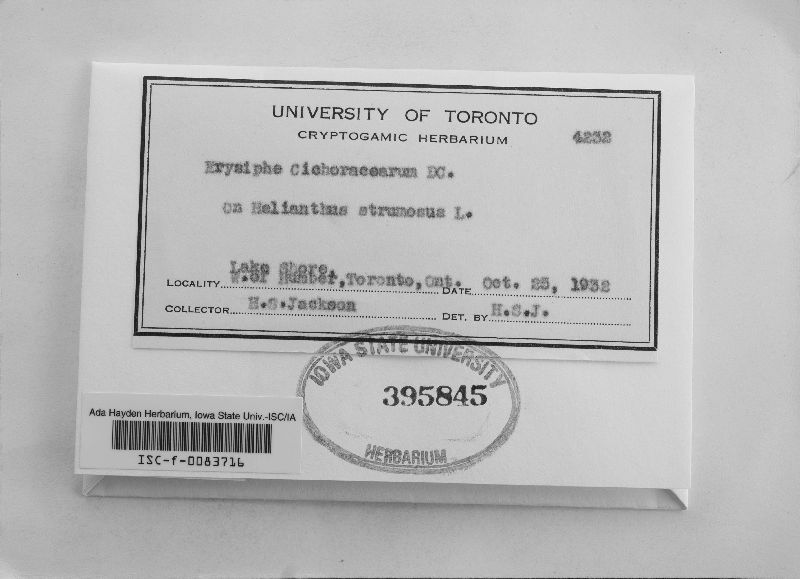 UNIVERSITY OF TORONTO
CRYPTOGAMIC HERBARIUM
4232
Erysiphe Cichoracearum DC.
On Helianthus strumosus L.
Lake Shore,
LOCALITY W.of Humber,Toronto,Ont. DATE Oct. 25, 1932
COLLECTOR H.S.Jackson DET. BY H.S.J.
IOWA STATE UNIVERSITY
395845
HERBARIUM
Ada Hayden Herbarium, Iowa State Univ.-ISC/IA
ISC-f-0083716